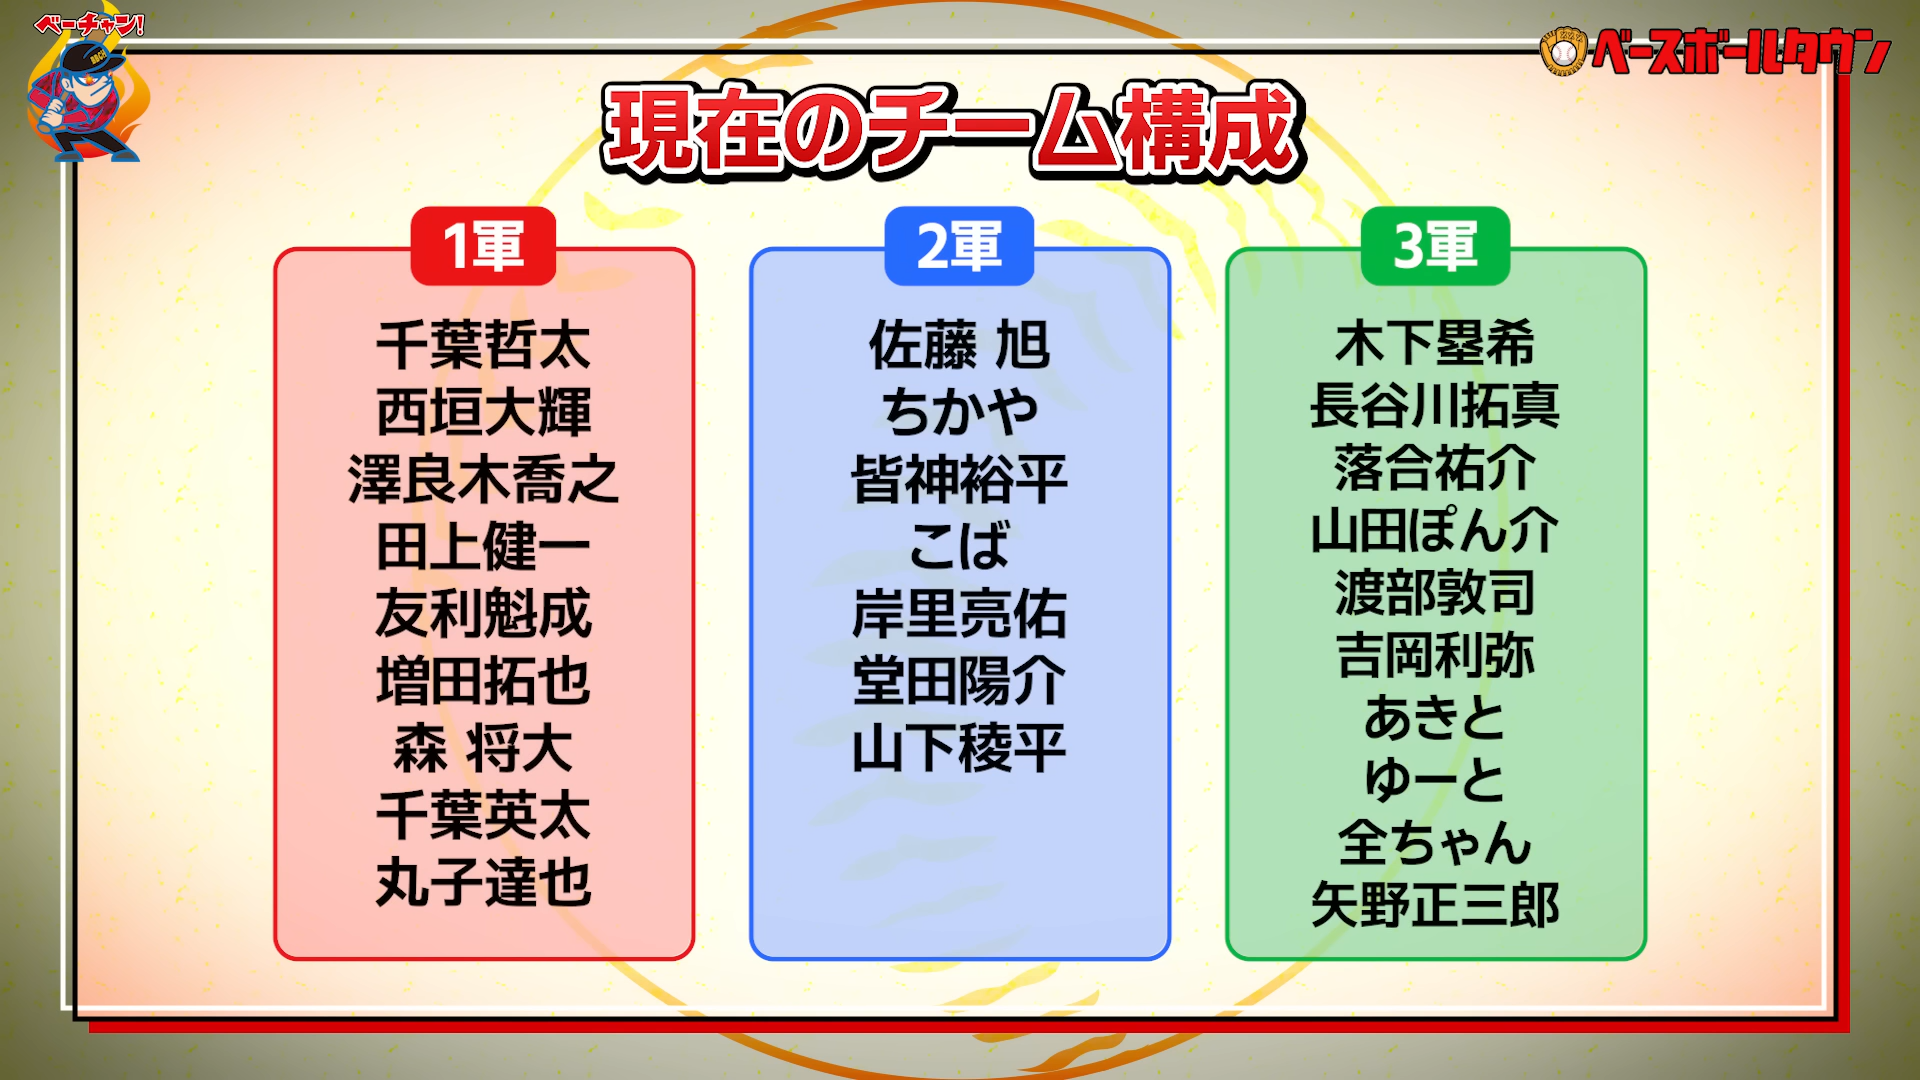 ベーチャン!
BBCH
ベースボールタウン
現在のチーム構成
1軍
千葉哲太
西垣大輝
澤良木喬之
田上健一
友利魁成
増田拓也
森 将大
千葉英太
丸子達也
2軍
佐藤 旭
ちかや
皆神裕平
こば
岸里亮佑
堂田陽介
山下稜平
3軍
木下塁希
長谷川拓真
落合祐介
山田ぽん介
渡部敦司
吉岡利弥
あきと
ゆーと
全ちゃん
矢野正三郎